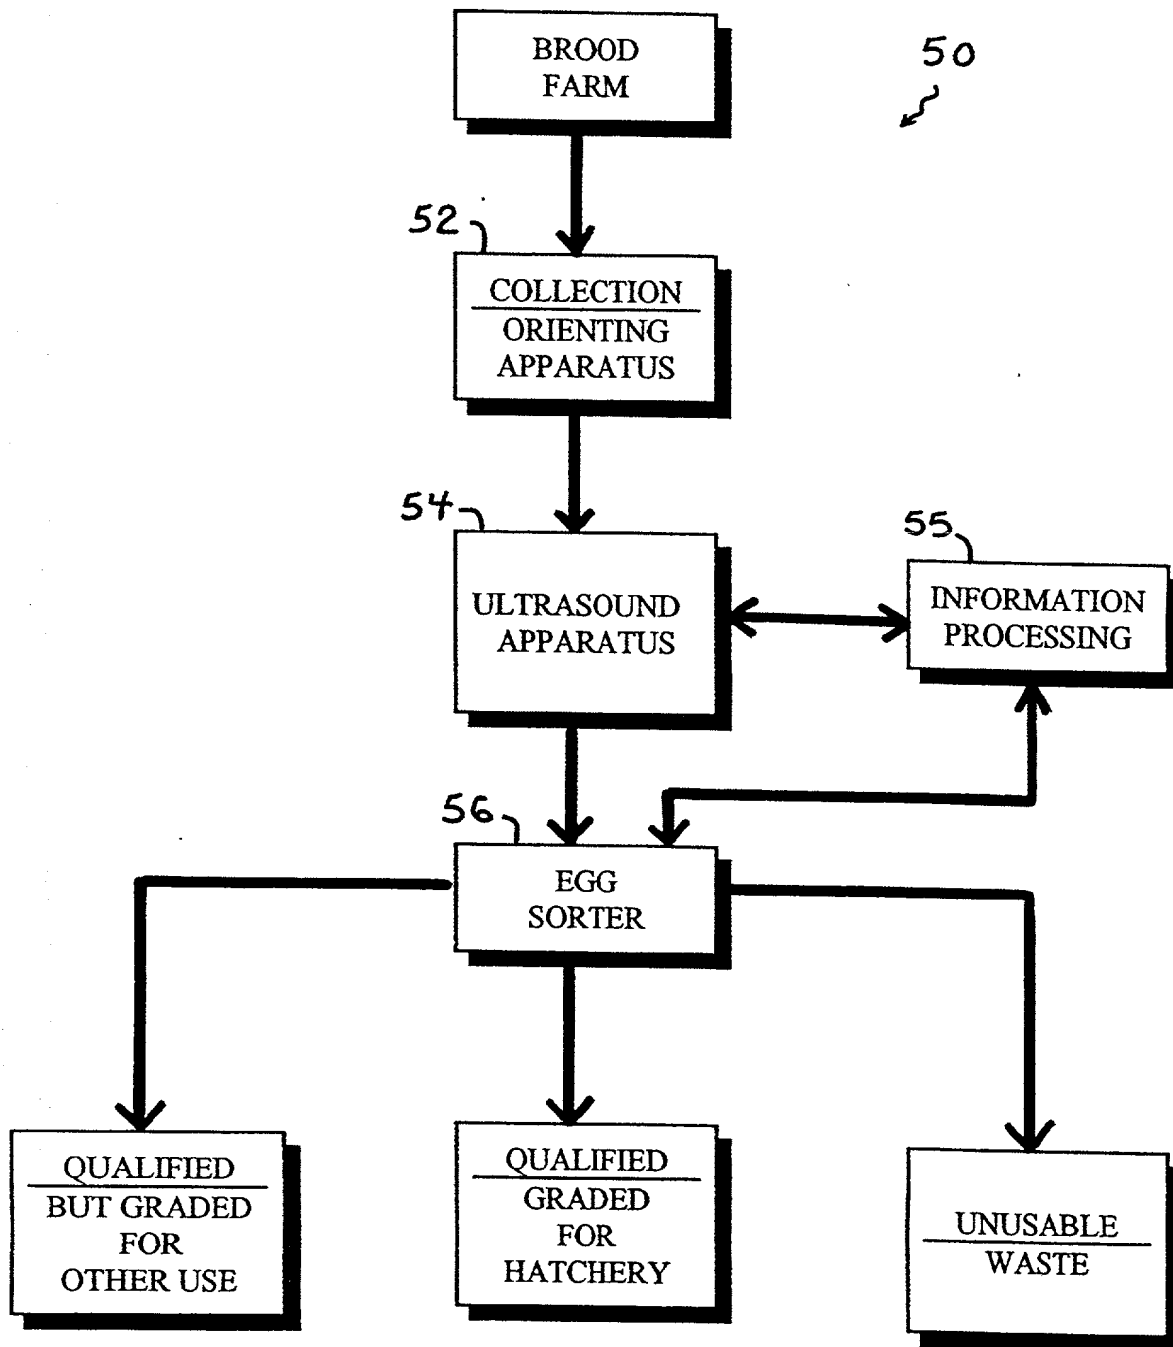 BROOD
FARM
50
52
COLLECTION
ORIENTING
APPARATUS
54
ULTRASOUND
APPARATUS
55
INFORMATION
PROCESSING
56
EGG
SORTER
QUALIFIED
BUT GRADED
FOR
OTHER USE
QUALIFIED
GRADED
FOR
HATCHERY
UNUSABLE
WASTE